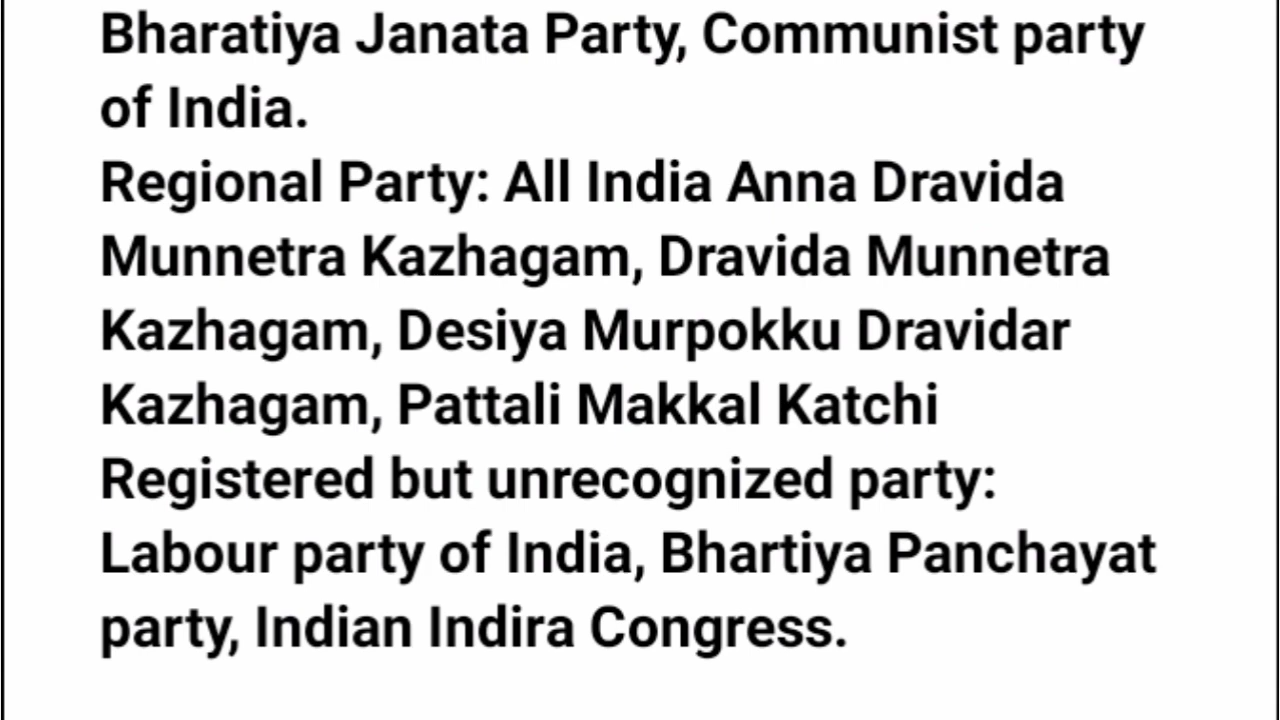 Bharatiya Janata Party, Communist party
of India.
Regional Party: All India Anna Dravida
Munnetra Kazhagam, Dravida Munnetra
Kazhagam, Desiya Murpokku Dravidar
Kazhagam, Pattali Makkal Katchi
Registered but unrecognized party:
Labour party of India, Bhartiya Panchayat
party, Indian Indira Congress.